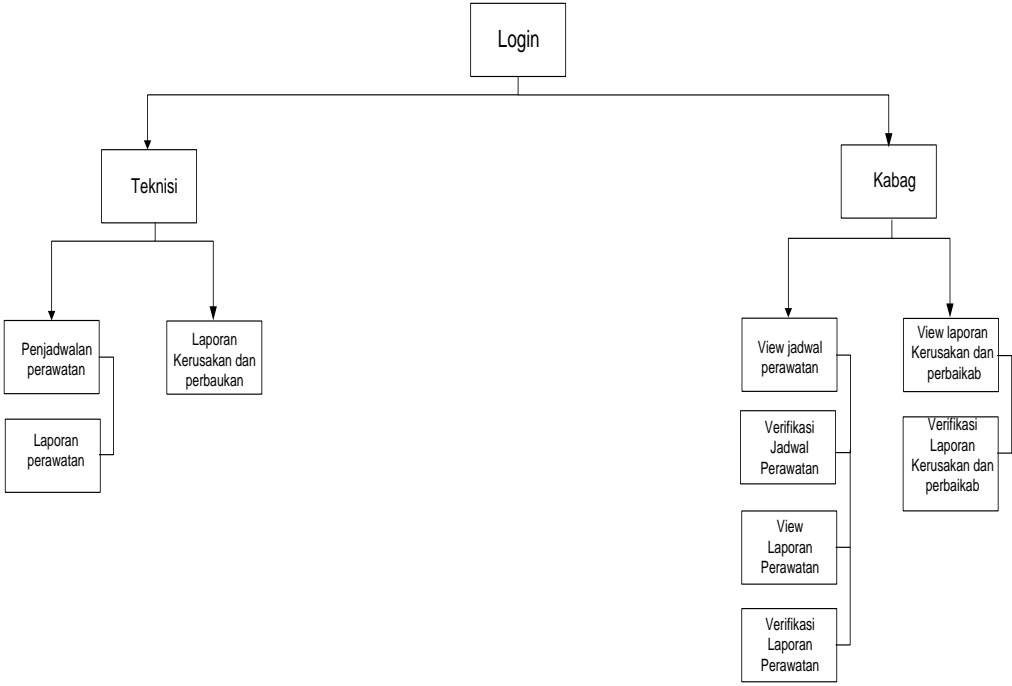 Login
Teknisi
Kabag
Penjadwalan
perawatan
Laporan
Kerusakan dan
perbaukan
View jadwal
perawatan
View laporan
Kerusakan dan
perbaikab
Laporan
perawatan
Verifikasi
Jadwal
Perawatan
Verifikasi
Laporan
Kerusakan dan
perbaikab
View
Laporan
Perawatan
Verifikasi
Laporan
Perawatan